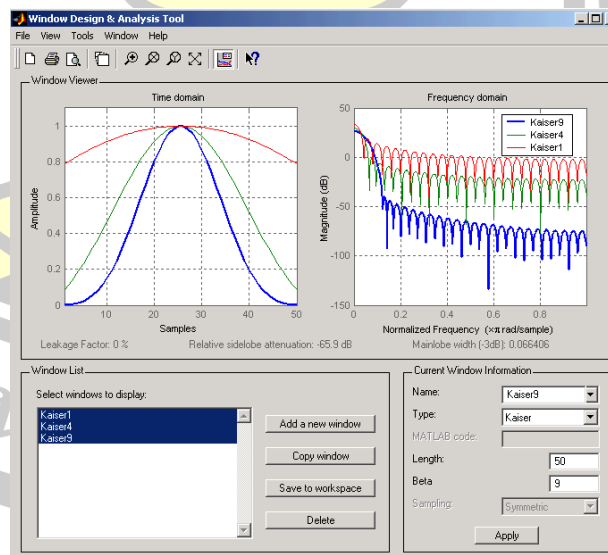 Window Design & Analysis Tool
File View Tools Window Help
Window Viewer
Time domain
Frequency domain
1
0.8
0.6
0.4
0.2
0
Amplitude
10 20 30 40 50
Samples
50
0
-50
-100
-150
Magnitude (dB)
Kaiser9
Kaiser4
Kaiser1
0 0.2 0.4 0.6 0.8
Normalized Frequency (×π rad/sample)
Leakage Factor: 0 % Relative sidelobe attenuation: -65.9 dB Mainlobe width (-3dB): 0.066406
Window List
Select windows to display:
Kaiser1
Kaiser4
Kaiser9
Add a new window
Copy window
Save to workspace
Delete
Current Window Information
Name: Kaiser9
Type: Kaiser
MATLAB code:
Length: 50
Beta 9
Sampling: Symmetric
Apply